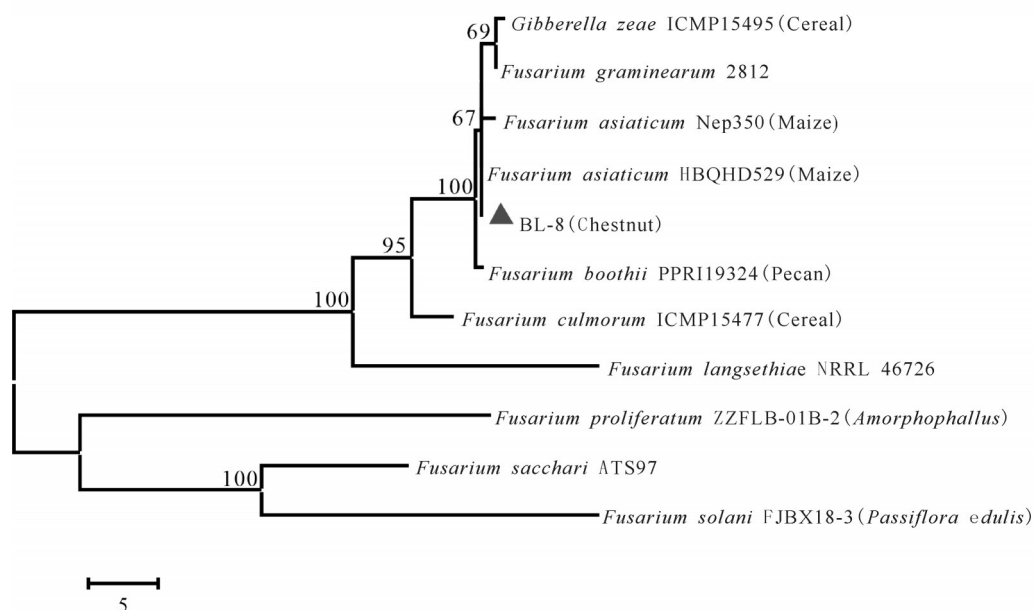 69
Gibberella zeae ICMP15495(Cereal)
Fusarium graminearum 2812
67
Fusarium asiaticum Nep350(Maize)
Fusarium asiaticum HBQHD529(Maize)
100
BL-8(Chestnut)
95
Fusarium boothii PPRI19324(Pecan)
100
Fusarium culmorum ICMP15477(Cereal)
Fusarium langsethiae NRRL 46726
Fusarium proliferatum ZZFLB-01B-2(Amorphophallus)
Fusarium sacchari ATS97
100
Fusarium solani FJBX18-3(Passiflora edulis)
5